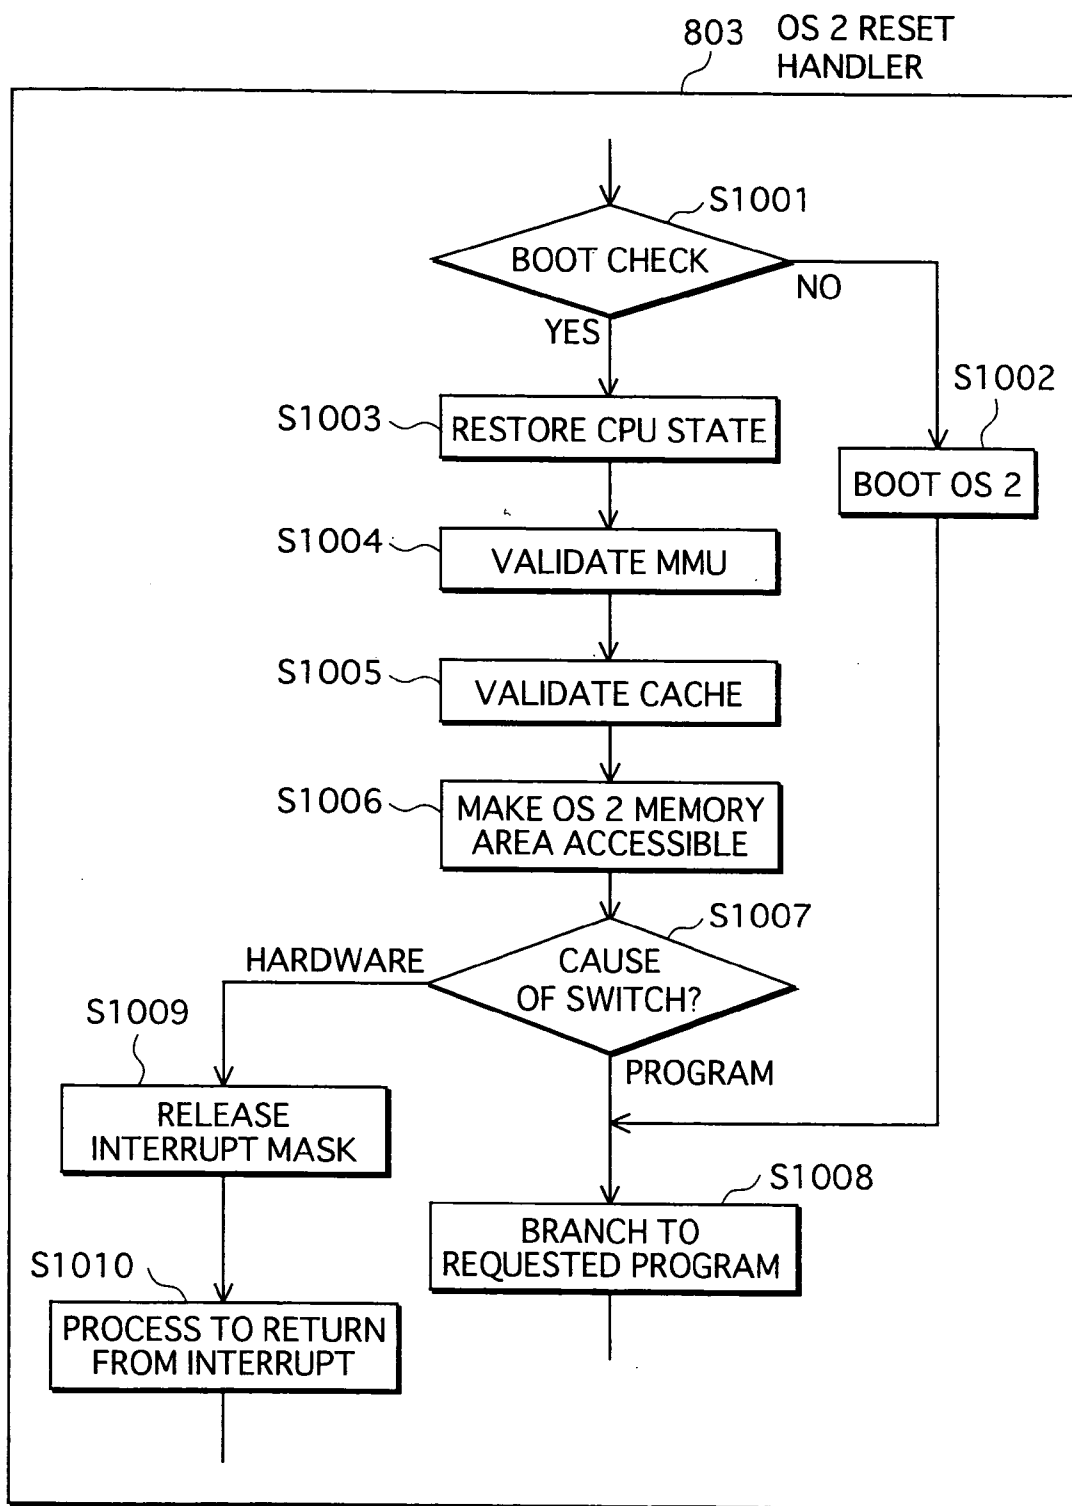 803 OS 2 RESET
HANDLER
S1001
BOOT CHECK
NO
YES
S1002
S1003
RESTORE CPU STATE
BOOT OS 2
S1004
VALIDATE MMU
S1005
VALIDATE CACHE
S1006
MAKE OS 2 MEMORY
AREA ACCESSIBLE
S1007
HARDWARE
CAUSE
OF SWITCH?
S1009
PROGRAM
RELEASE
INTERRUPT MASK
S1008
BRANCH TO
REQUESTED PROGRAM
S1010
PROCESS TO RETURN
FROM INTERRUPT